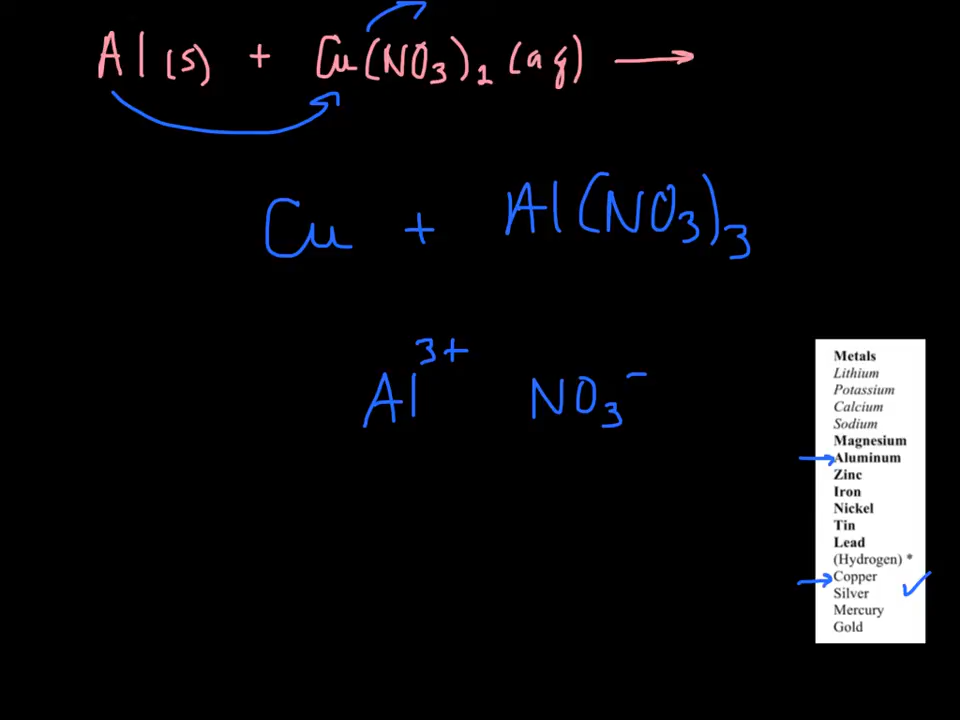 Al (s) + Cu(NO₃)₂ (aq) ⟶
Cu + Al(NO₃)₃
Al³⁺ NO₃⁻
Metals
Lithium
Potassium
Calcium
Sodium
Magnesium
Aluminum
Zinc
Iron
Nickel
Tin
Lead
(Hydrogen) *
Copper
Silver
Mercury
Gold